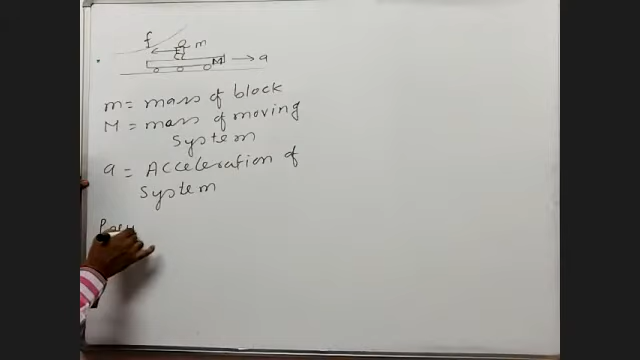 f
m
M
a
m = mass of block
M = mass of moving
system
a = Acceleration of
system